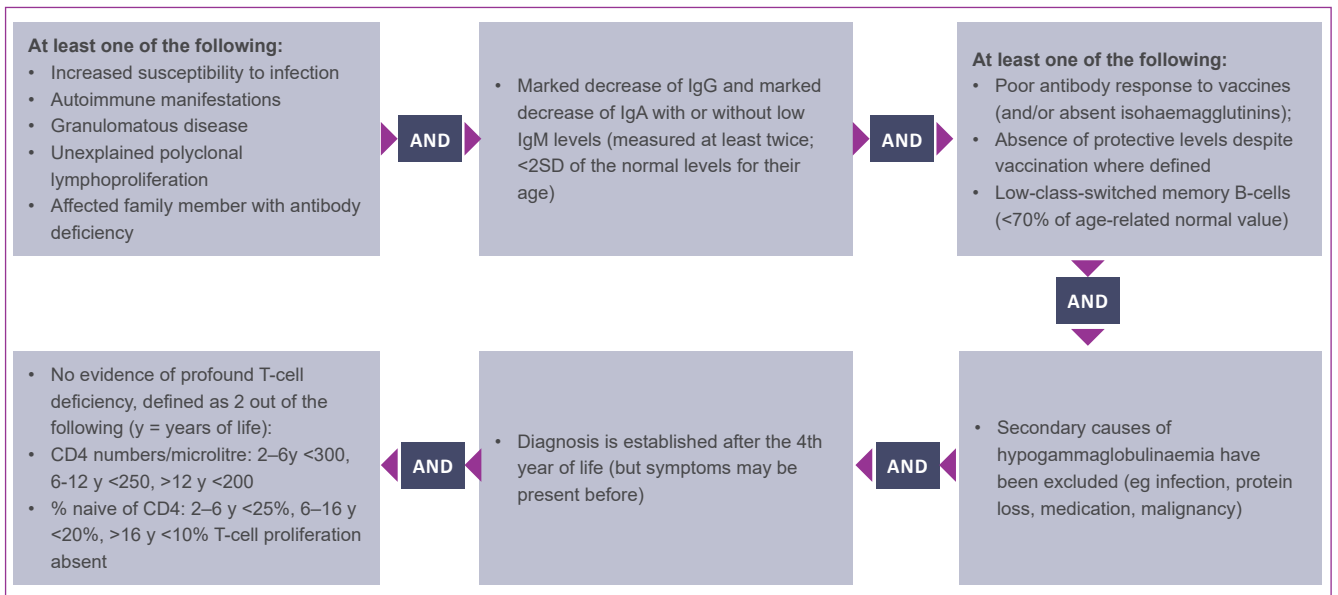 At least one of the following:
• Increased susceptibility to infection
• Autoimmune manifestations
• Granulomatous disease
• Unexplained polyclonal
lymphoproliferation
• Affected family member with antibody
deficiency
AND
• Marked decrease of IgG and marked
decrease of IgA with or without low
IgM levels (measured at least twice;
<2SD of the normal levels for their
age)
AND
At least one of the following:
• Poor antibody response to vaccines
(and/or absent isohaemagglutinins);
• Absence of protective levels despite
vaccination where defined
• Low-class-switched memory B-cells
(<70% of age-related normal value)
AND
• Secondary causes of
hypogammaglobulinaemia have
been excluded (eg infection, protein
loss, medication, malignancy)
AND
• Diagnosis is established after the 4th
year of life (but symptoms may be
present before)
AND
• No evidence of profound T-cell
deficiency, defined as 2 out of the
following (y = years of life):
• CD4 numbers/microlitre: 2–6y <300,
6-12 y <250, >12 y <200
• % naive of CD4: 2–6 y <25%, 6–16 y
<20%, >16 y <10% T-cell proliferation
absent